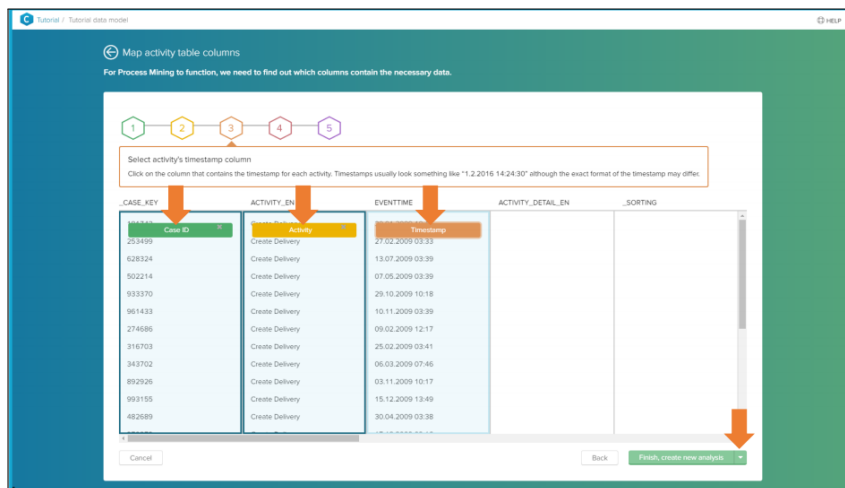 C Tutorial / Tutorial data model
HELP
Map activity table columns
For Process Mining to function, we need to find out which columns contain the necessary data.
1 2 3 4 5
Select activity's timestamp column
Click on the column that contains the timestamp for each activity. Timestamps usually look something like "1.2.2016 14:24:30" although the exact format of the timestamp may differ.
_CASE_KEY ACTIVITY_EN EVENTTIME ACTIVITY_DETAIL_EN _SORTING
Case ID Activity Timestamp
253499 Create Delivery 27.02.2009 03:33
628324 Create Delivery 13.07.2009 03:39
502214 Create Delivery 07.05.2009 03:39
933370 Create Delivery 29.10.2009 10:18
961433 Create Delivery 10.11.2009 03:39
274686 Create Delivery 09.02.2009 12:17
316703 Create Delivery 25.02.2009 03:41
343702 Create Delivery 06.03.2009 07:46
892926 Create Delivery 03.11.2009 10:17
993155 Create Delivery 15.12.2009 13:49
482689 Create Delivery 30.04.2009 03:38
Cancel Back Finish, create new analysis